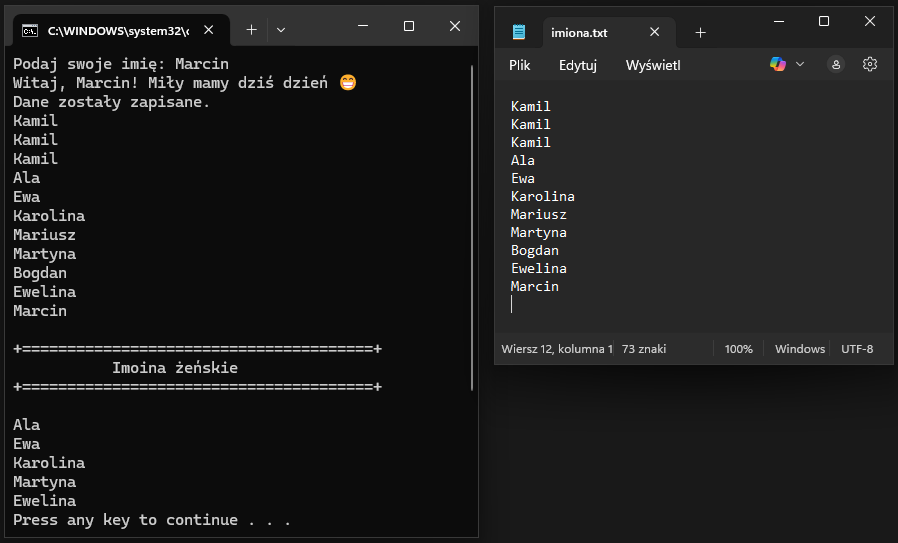 C:\WINDOWS\system32\c
Podaj swoje imię: Marcin
Witaj, Marcin! Miły mamy dziś dzień 😁
Dane zostały zapisane.
Kamil
Kamil
Kamil
Ala
Ewa
Karolina
Mariusz
Martyna
Bogdan
Ewelina
Marcin
+=======================================+
Imoina żeńskie
+=======================================+
Ala
Ewa
Karolina
Martyna
Ewelina
Press any key to continue . . .
imiona.txt
Plik Edytuj Wyświetl
Kamil
Kamil
Kamil
Ala
Ewa
Karolina
Mariusz
Martyna
Bogdan
Ewelina
Marcin
Wiersz 12, kolumna 1 73 znaki 100% Windows UTF-8